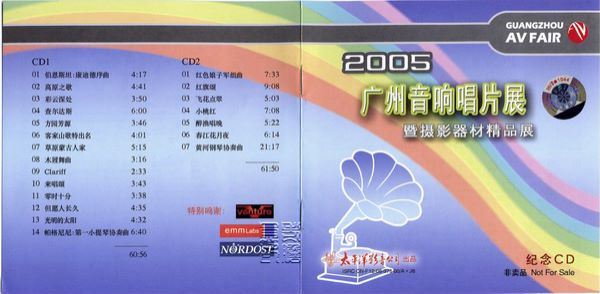 CD1
01 伯恩斯坦:康迪德序曲 4:17
02 高原之歌 4:41
03 彩云深处 3:50
04 查尔达斯 6:00
05 方园芳源 3:46
06 客家山歌特出名 4:01
07 草原蒙古人家 5:15
08 木屐舞曲 3:16
09 Clariff 2:33
10 来唱颂 3:43
11 零时十分 3:38
12 但愿人长久 4:35
13 光明的太阳 4:32
14 帕格尼尼:第一小提琴协奏曲 6:40
60:56
CD2
01 红色娘子军组曲 7:33
02 红旗颂 9:08
03 飞花点翠 5:03
04 小桃红 7:08
05 醉渔唱晚 5:22
06 春江花月夜 6:14
07 黄河钢琴协奏曲 21:17
61:50
特别鸣谢:
venture
emmLabs
NORDOST
GUANGZHOU
AV FAIR
2005
广州音响唱片展
暨摄影器材精品展
太平洋影音公司 出品
纪念CD
非卖品 Not For Sale